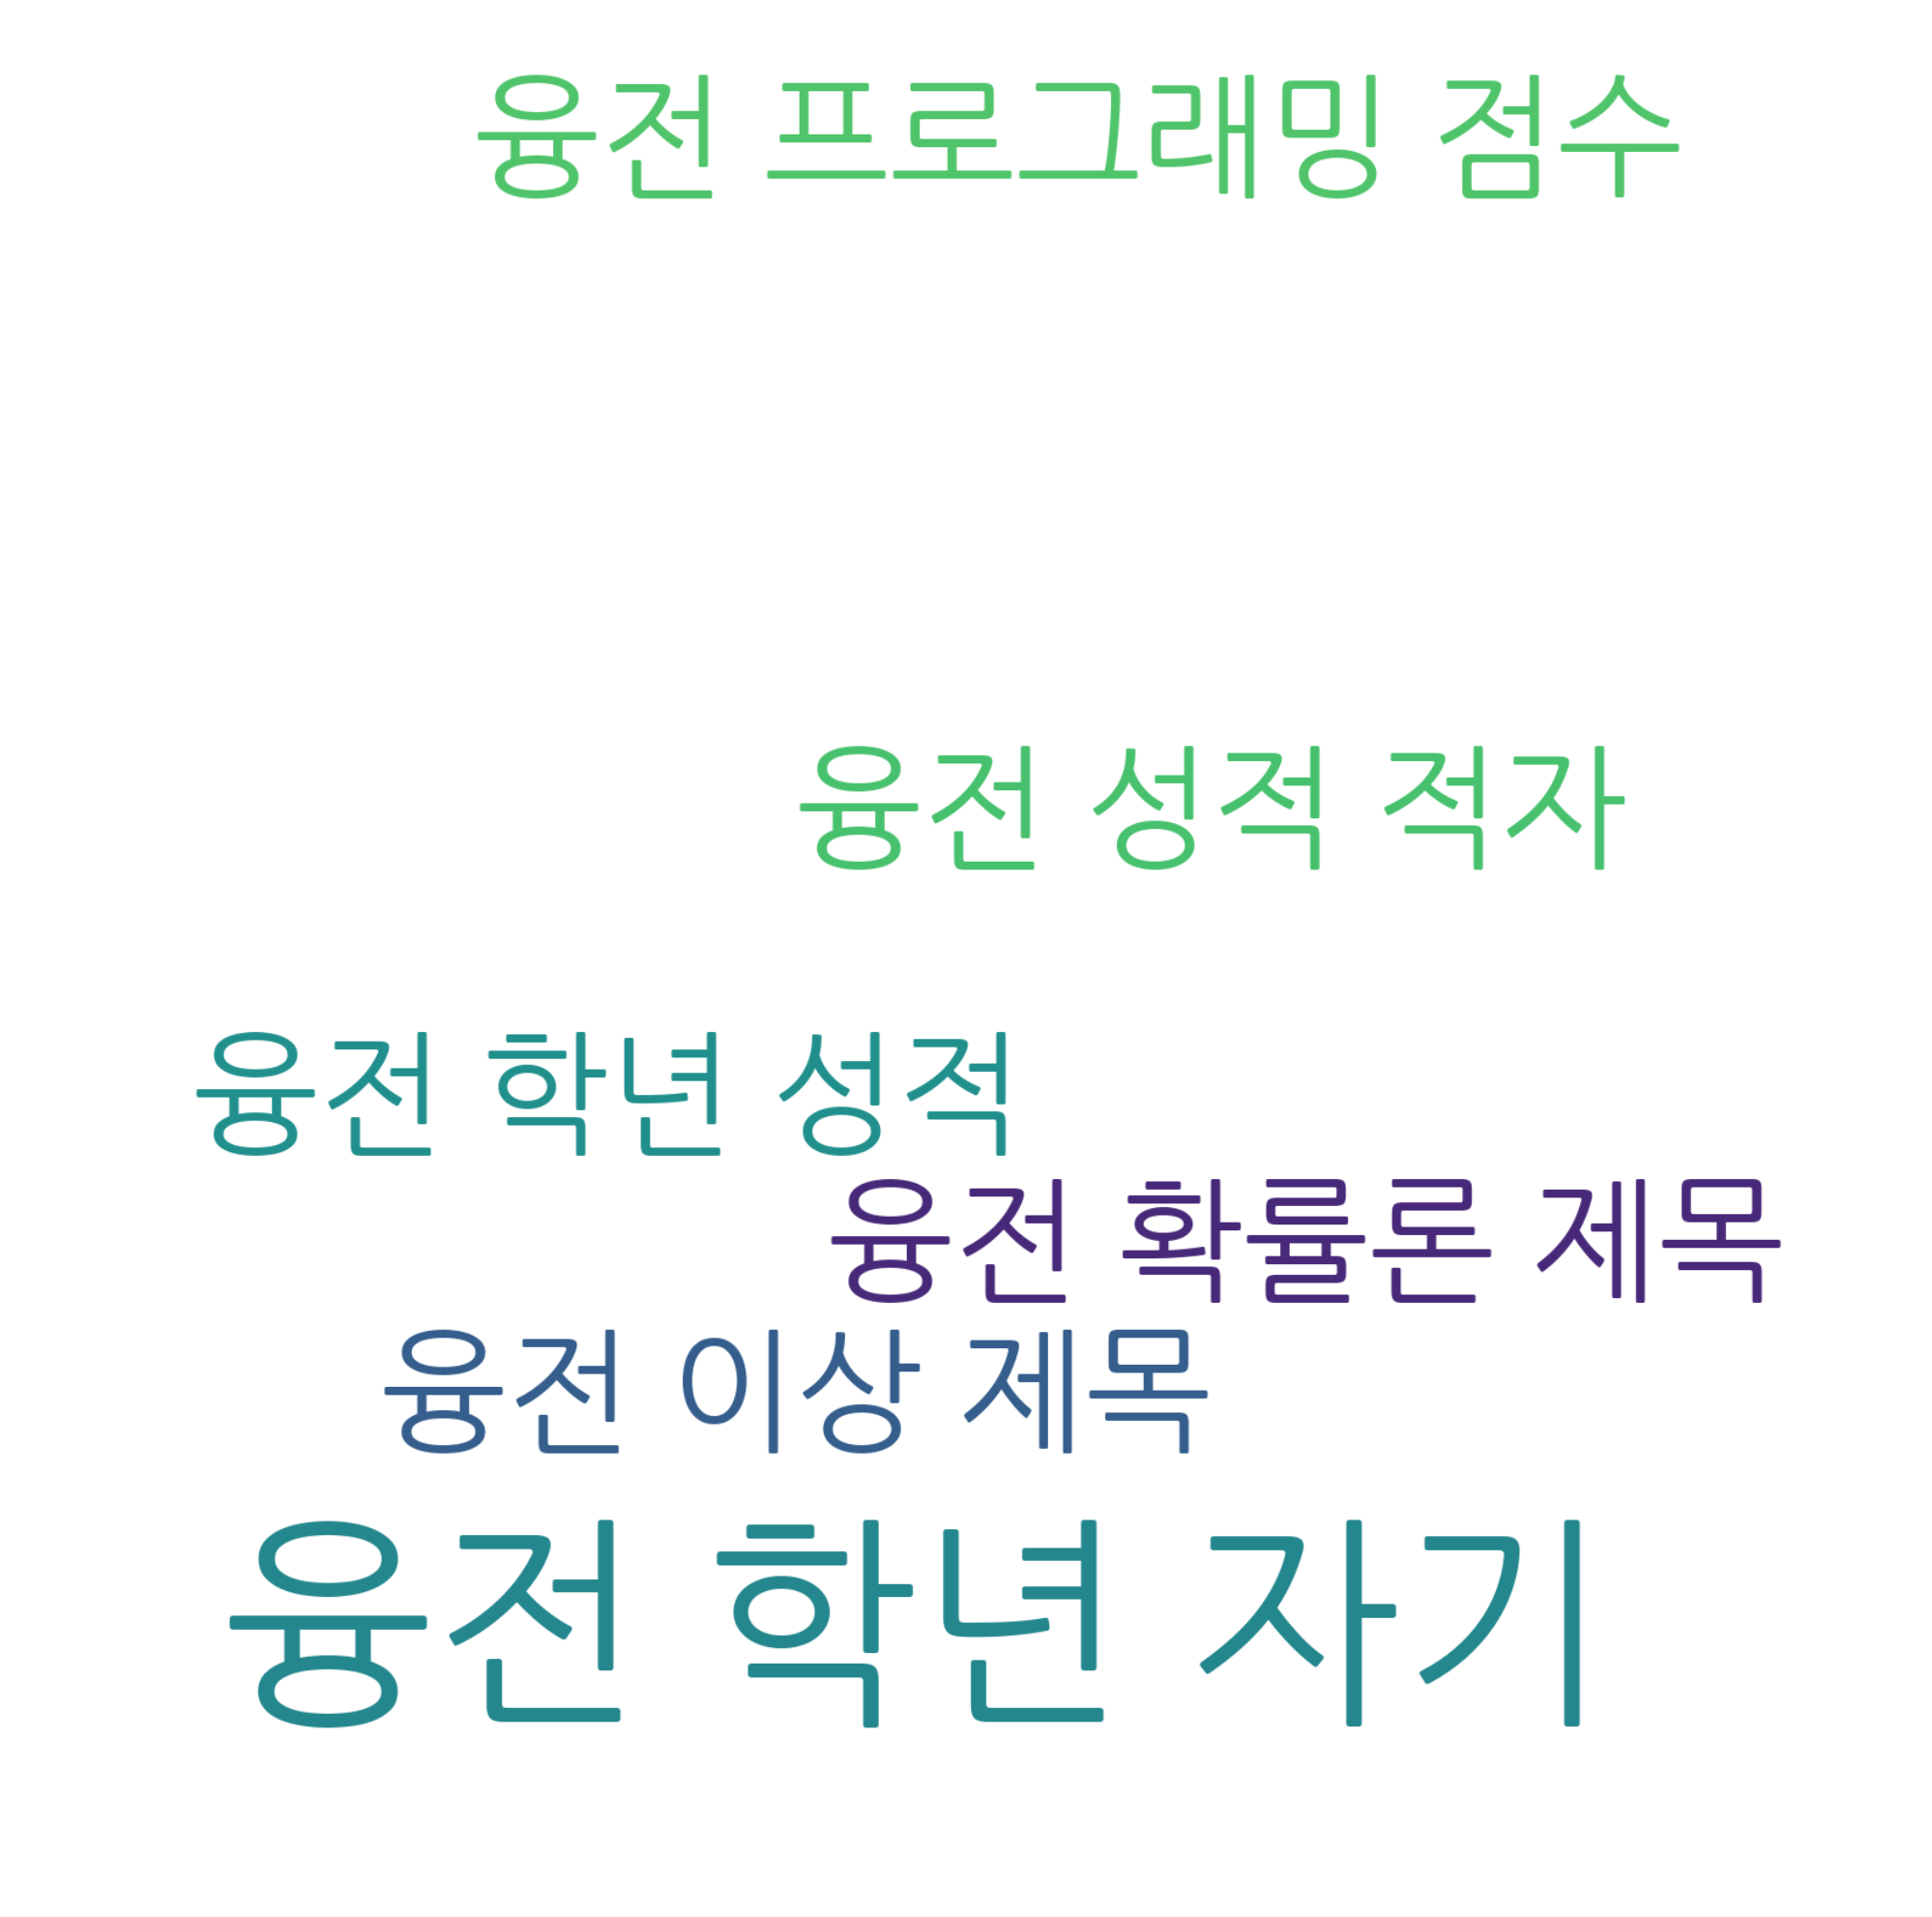 융전 프로그래밍 점수
융전 성적 적자
융전 학년 성적
융전 확률론 제목
융전 이상 제목
융전 학년 자기